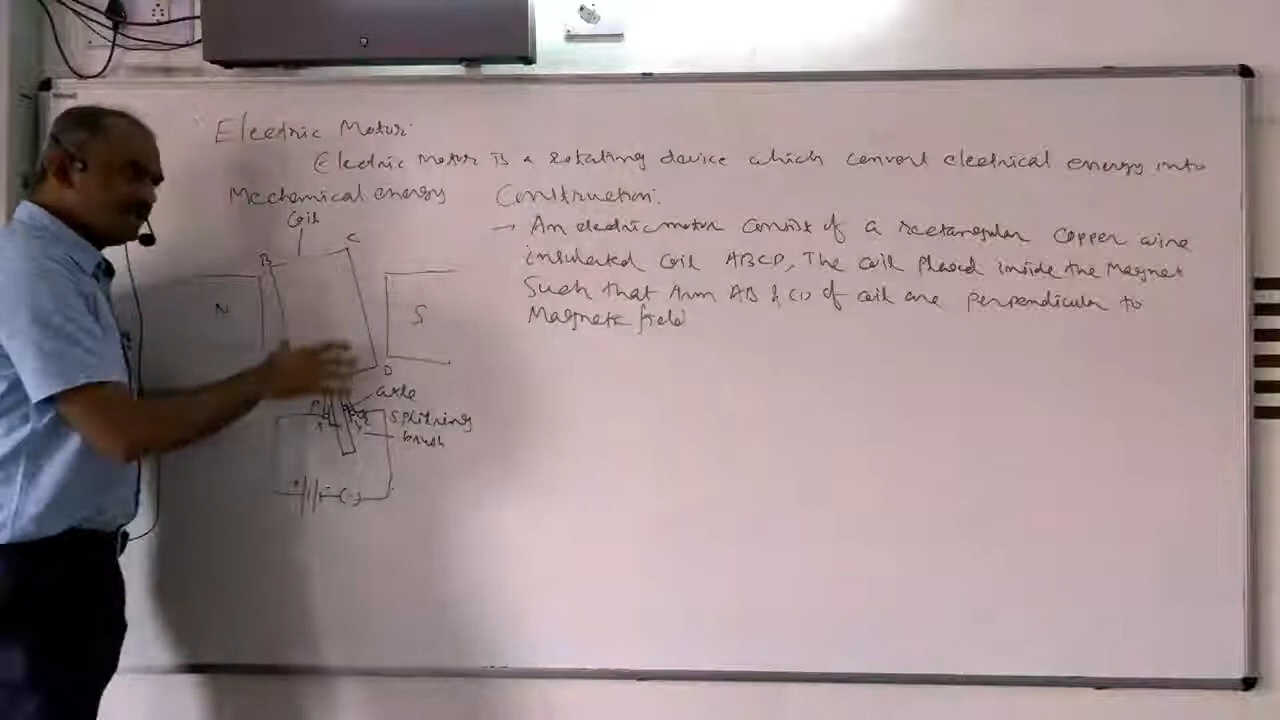 Electric Motor
Electric Motor is a rotating device which convert electrical energy into
Mechanical energy
Construction:
→ An electric motor consist of a rectangular copper wire
insulated coil ABCD, The coil placed inside the Magnet
Such that Arm AB & CD of coil are perpendicular to
Magnetic field
Coil
B C
N S
D
axle
P
Splitring
brush